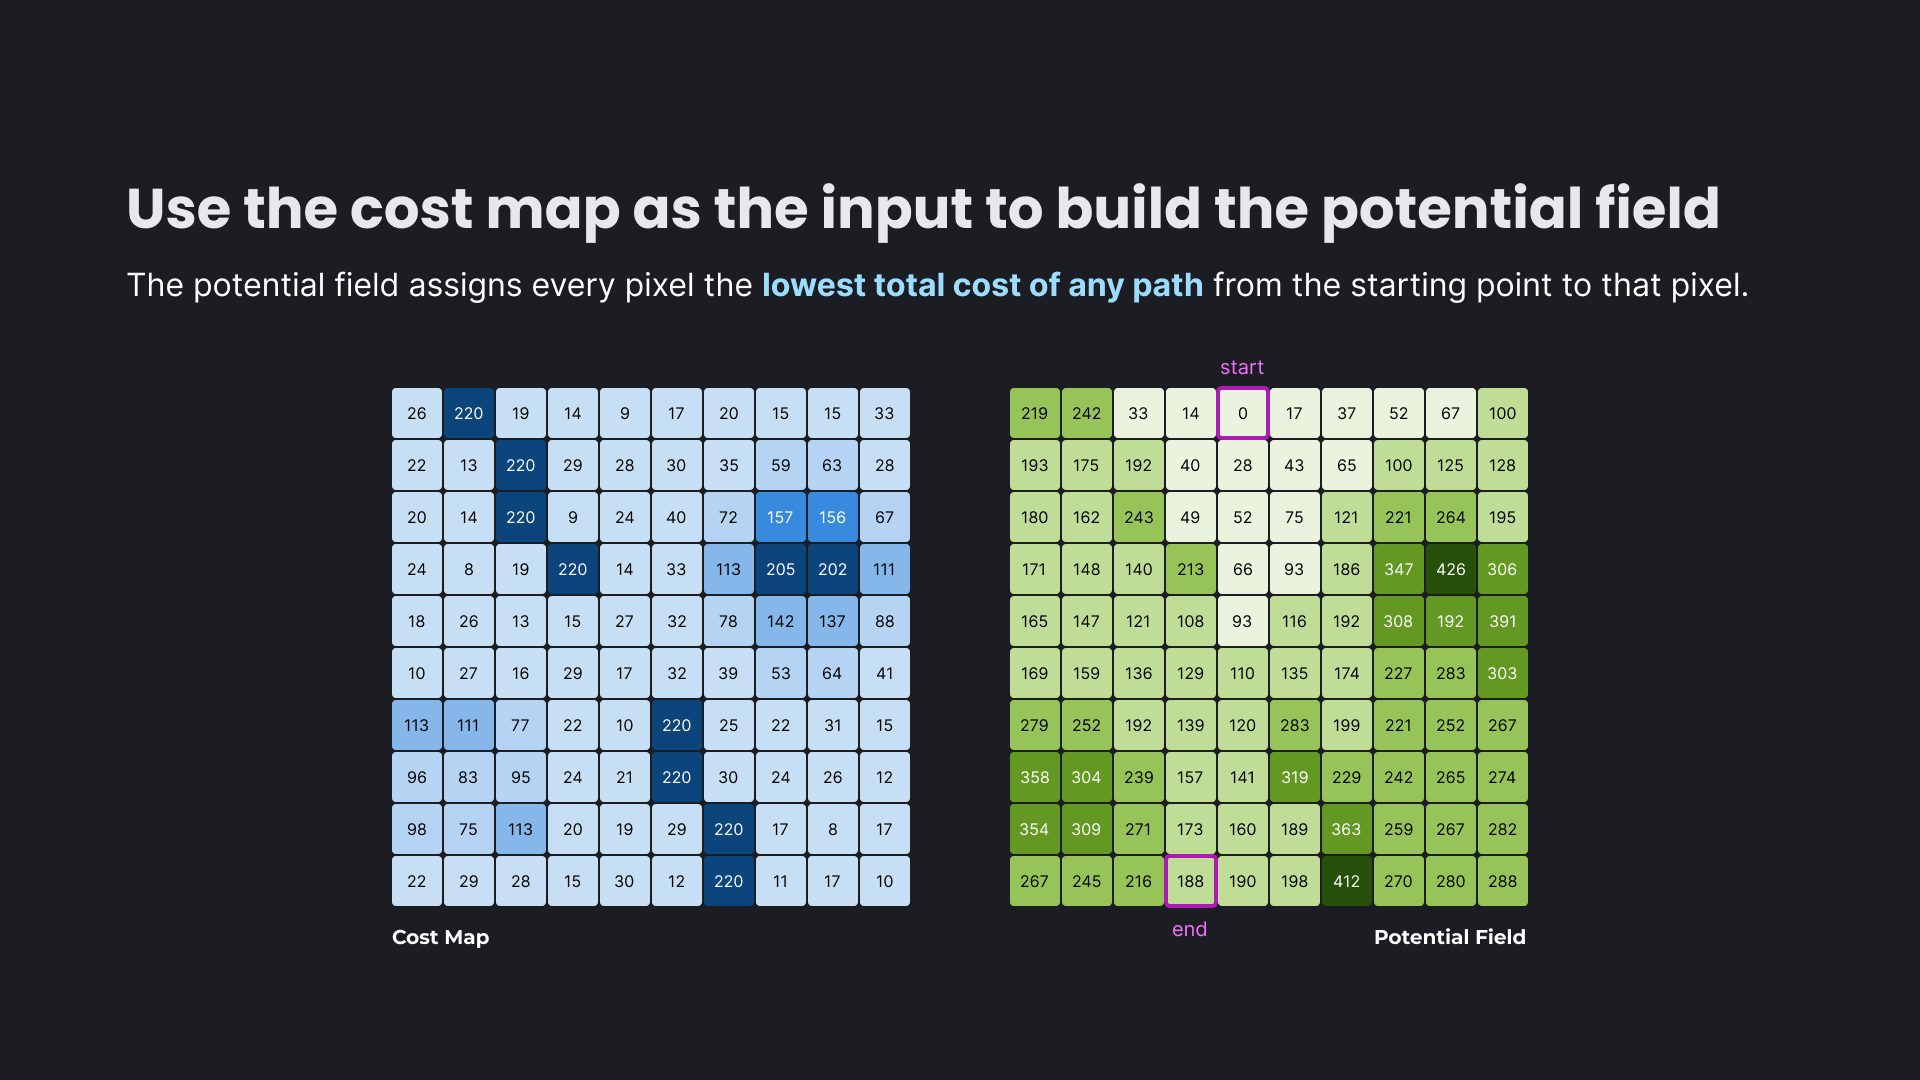 Use the cost map as the input to build the potential field
The potential field assigns every pixel the lowest total cost of any path from the starting point to that pixel.
start
26 220 19 14 9 17 20 15 15 33
22 13 220 29 28 30 35 59 63 28
20 14 220 9 24 40 72 157 156 67
24 8 19 220 14 33 113 205 202 111
18 26 13 15 27 32 78 142 137 88
10 27 16 29 17 32 39 53 64 41
113 111 77 22 10 220 25 22 31 15
96 83 95 24 21 220 30 24 26 12
98 75 113 20 19 29 220 17 8 17
22 29 28 15 30 12 220 11 17 10
Cost Map
219 242 33 14 0 17 37 52 67 100
193 175 192 40 28 43 65 100 125 128
180 162 243 49 52 75 121 221 264 195
171 148 140 213 66 93 186 347 426 306
165 147 121 108 93 116 192 308 192 391
169 159 136 129 110 135 174 227 283 303
279 252 192 139 120 283 199 221 252 267
358 304 239 157 141 319 229 242 265 274
354 309 271 173 160 189 363 259 267 282
267 245 216 188 190 198 412 270 280 288
end
Potential Field